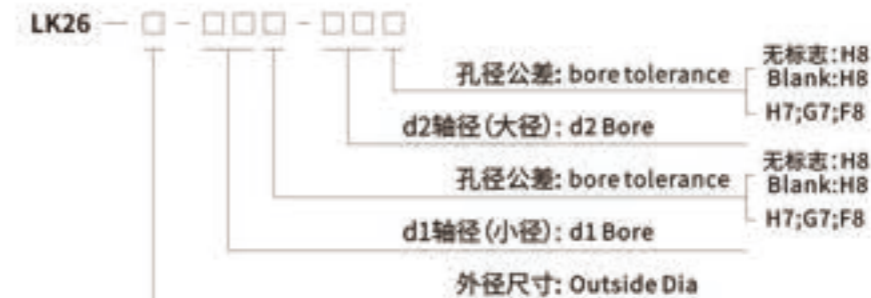 LK26 — □ - □□□ - □□□
孔径公差: bore tolerance
无标志:H8
Blank:H8
H7;G7;F8
d2轴径(大径): d2 Bore
孔径公差: bore tolerance
无标志:H8
Blank:H8
H7;G7;F8
d1轴径(小径): d1 Bore
外径尺寸: Outside Dia